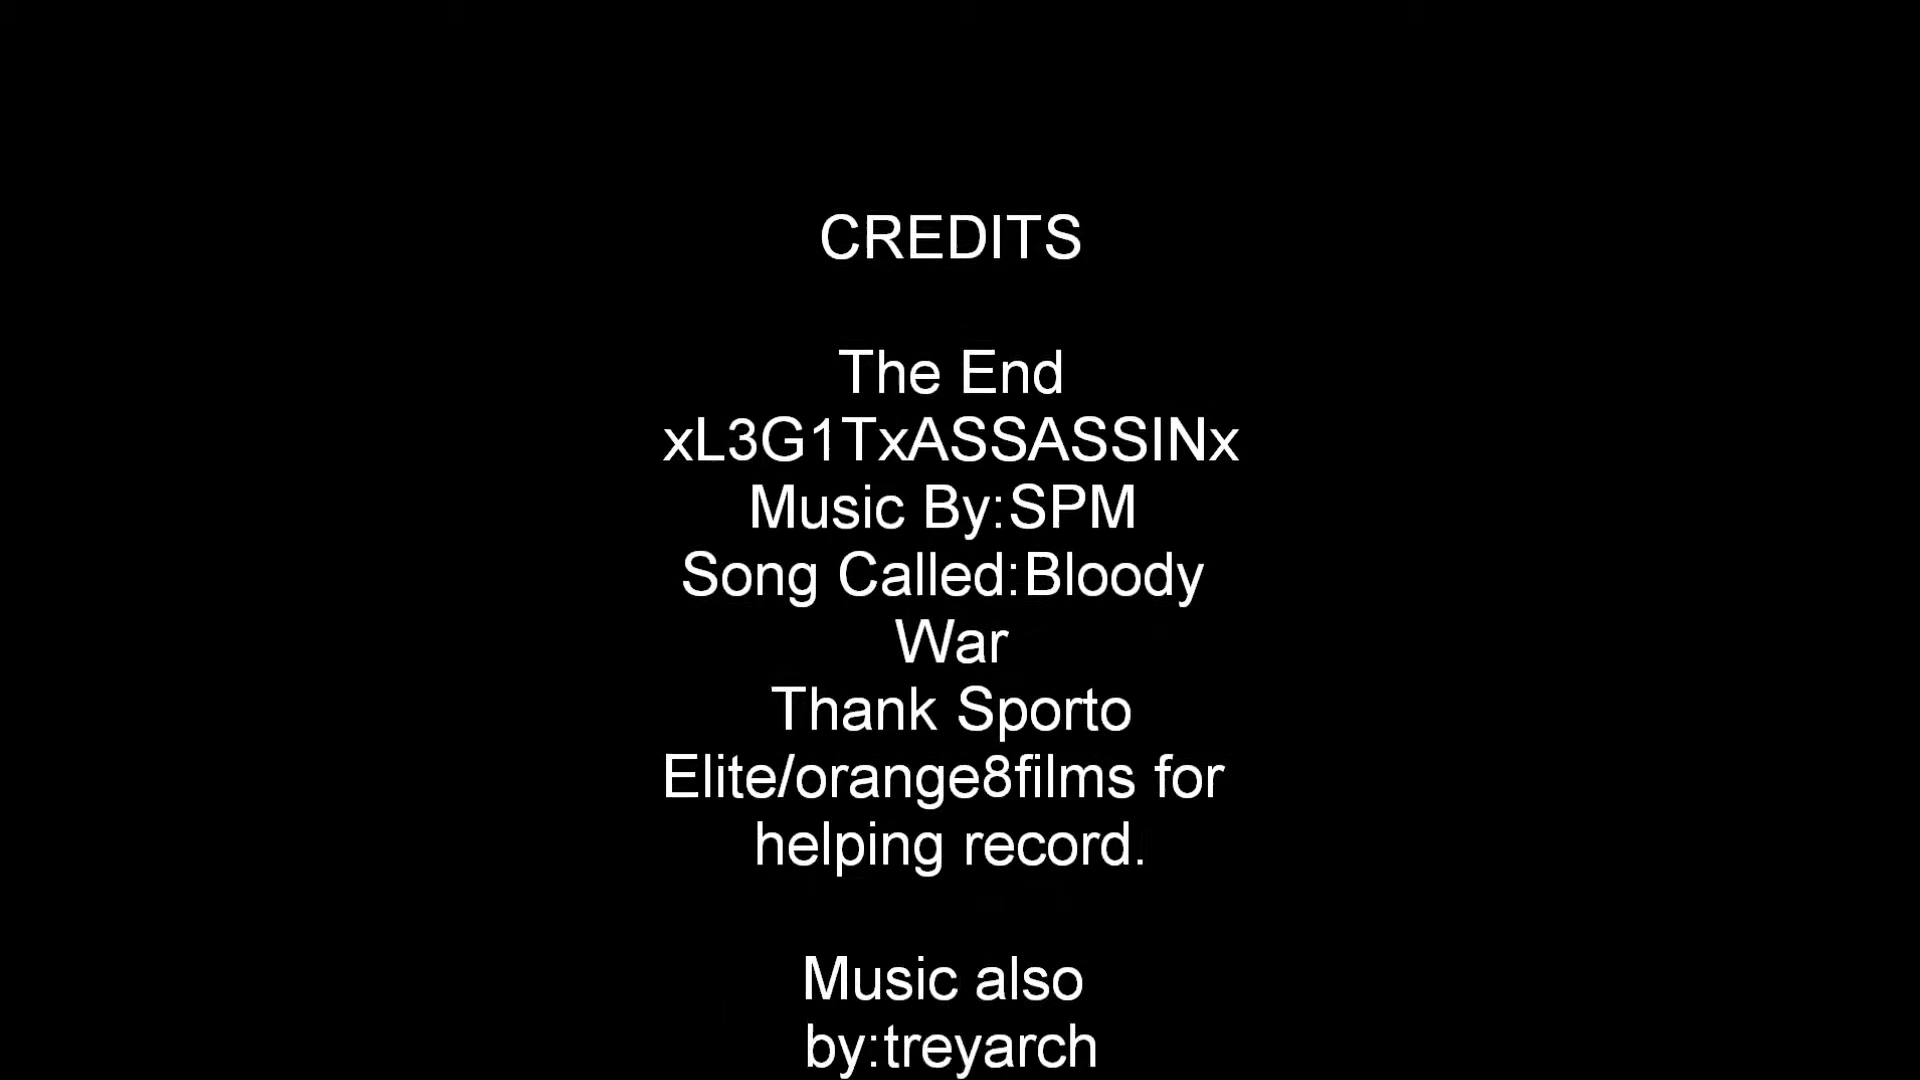 CREDITS
The End
xL3G1TxASSASSINx
Music By:SPM
Song Called:Bloody
War
Thank Sporto
Elite/orange8films for
helping record.
Music also
by:treyarch